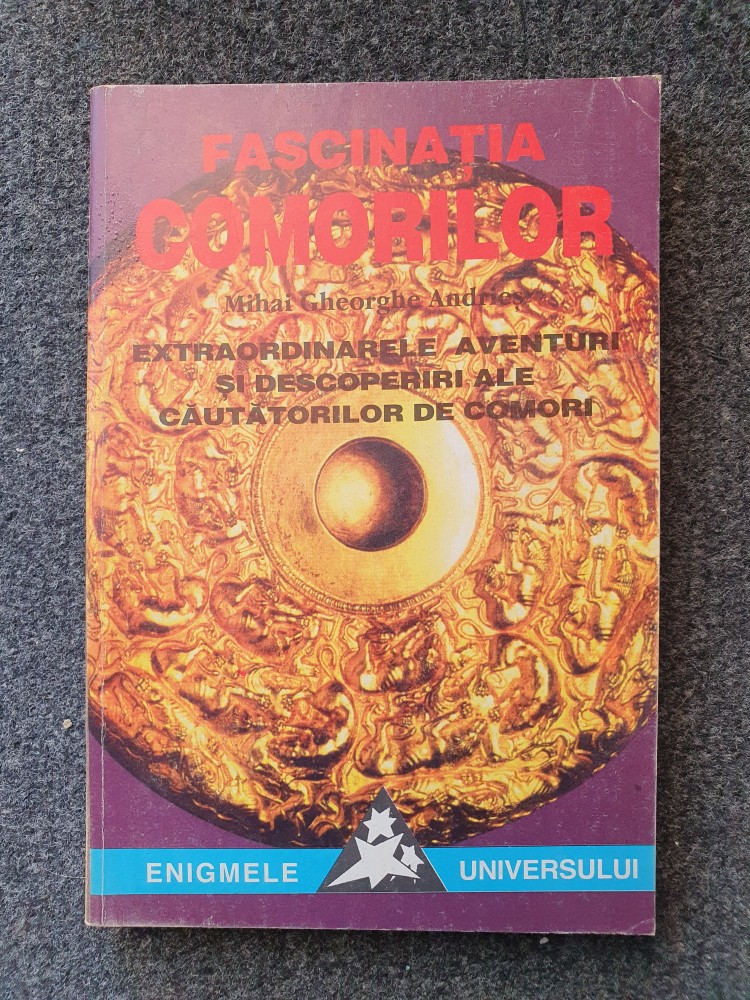 FASCINAȚIA
COMORILOR
Mihai Gheorghe Andrieș
EXTRAORDINARELE AVENTURI
ȘI DESCOPERIRI ALE
CĂUTĂTORILOR DE COMORI
ENIGMELE UNIVERSULUI